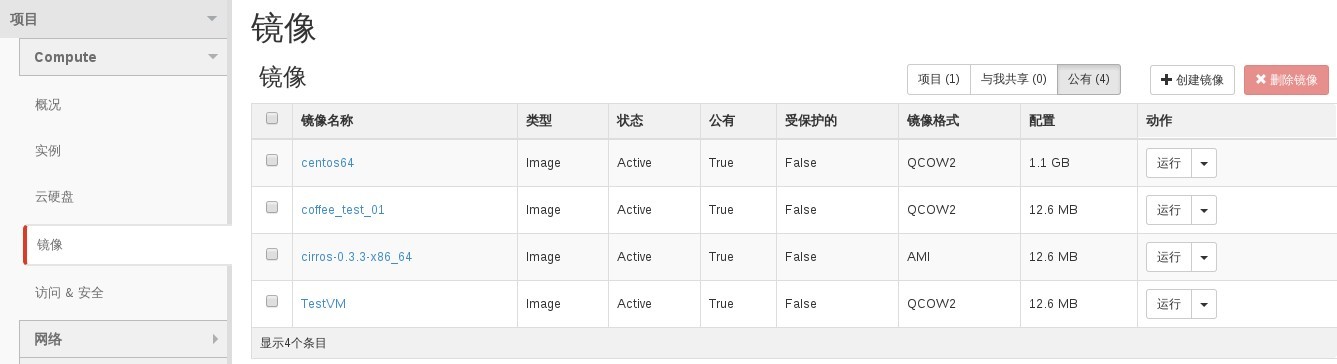 项目
Compute
概况
实例
云硬盘
镜像
访问 & 安全
网络
镜像
镜像
项目 (1) 与我共享 (0) 公有 (4) 创建镜像 删除镜像
镜像名称 类型 状态 公有 受保护的 镜像格式 配置 动作
centos64 Image Active True False QCOW2 1.1 GB 运行
coffee_test_01 Image Active True False QCOW2 12.6 MB 运行
cirros-0.3.3-x86_64 Image Active True False AMI 12.6 MB 运行
TestVM Image Active True False QCOW2 12.6 MB 运行
显示4个条目